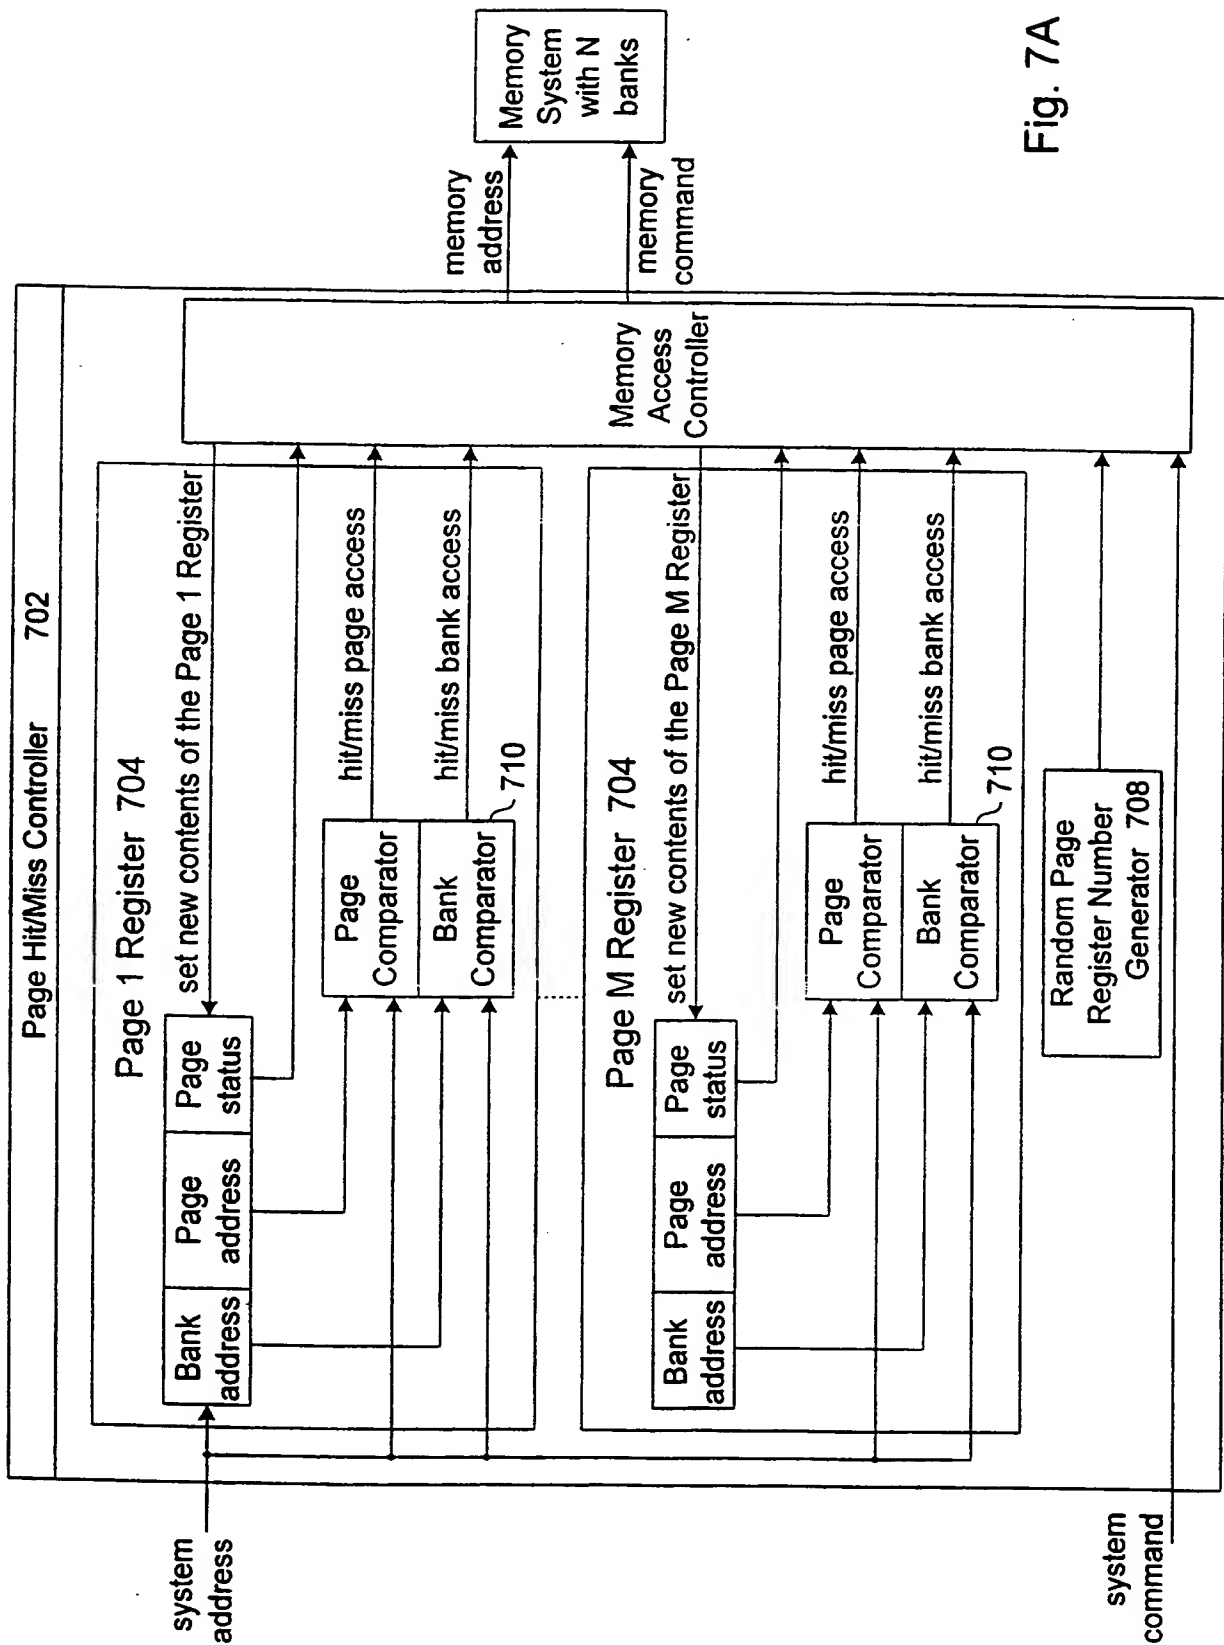 Page Hit/Miss Controller 702
system
address
Page 1 Register 704
Bank
address
Page
address
Page
status
set new contents of the Page 1 Register
Page
Comparator
Bank
Comparator
710
hit/miss page access
hit/miss bank access
Page M Register 704
Bank
address
Page
address
Page
status
set new contents of the Page M Register
Page
Comparator
Bank
Comparator
710
hit/miss page access
hit/miss bank access
Random Page
Register Number
Generator 708
system
command
Memory
Access
Controller
memory
address
memory
command
Memory
System
with N
banks
Fig. 7A